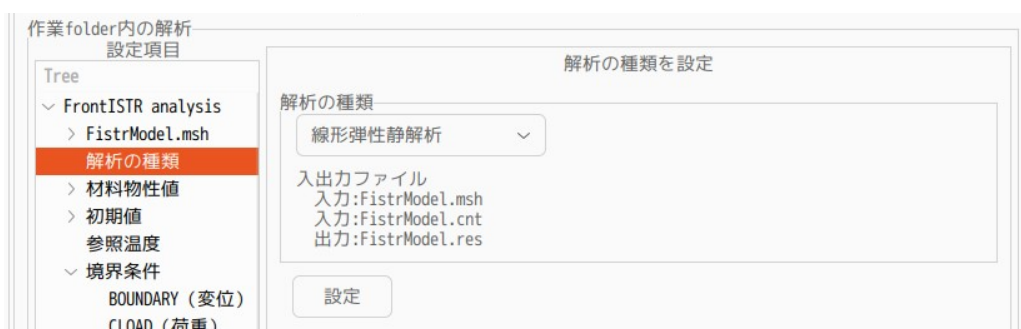 作業folder内の解析
設定項目
Tree
FrontISTR analysis
FistrModel.msh
解析の種類
材料物性値
初期値
参照温度
境界条件
BOUNDARY (変位)
CLOAD (荷重)
解析の種類を設定
解析の種類
線形弾性静解析
入出力ファイル
入力:FistrModel.msh
入力:FistrModel.cnt
出力:FistrModel.res
設定